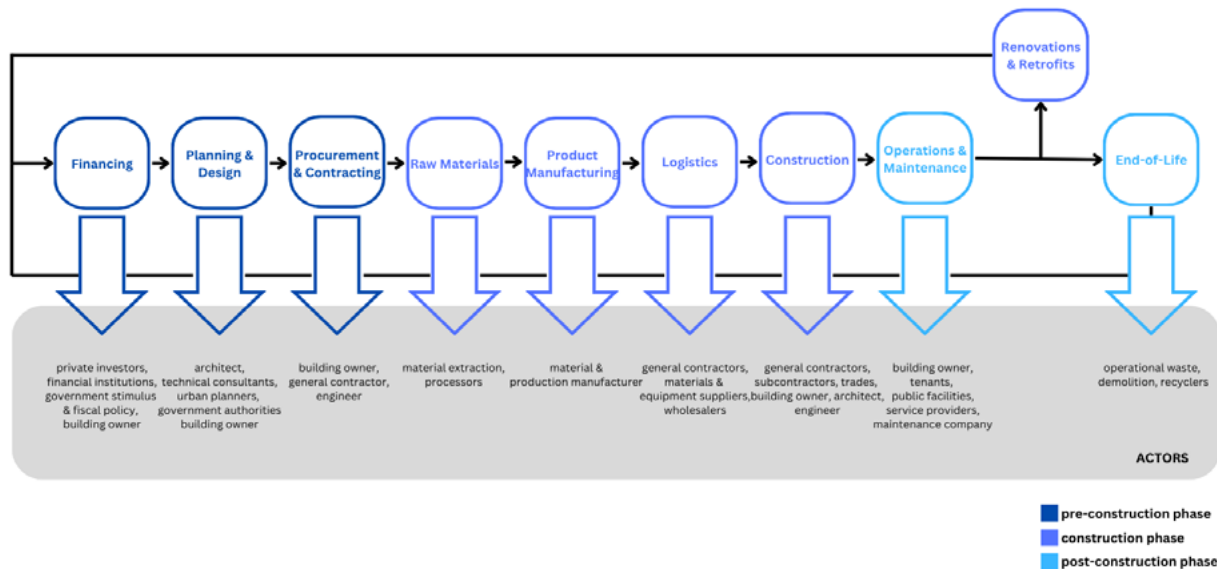 Renovations
& Retrofits
Financing
Planning &
Design
Procurement
& Contracting
Raw Materials
Product
Manufacturing
Logistics
Construction
Operations &
Maintenance
End-of-Life
private investors,
financial institutions,
government stimulus
& fiscal policy,
building owner
architect,
technical consultants,
urban planners,
government authorities
building owner
building owner,
general contractor,
engineer
material extraction,
processors
material &
production manufacturer
general contractors,
materials &
equipment suppliers,
wholesalers
general contractors,
subcontractors, trades,
building owner, architect,
engineer
building owner,
tenants,
public facilities,
service providers,
maintenance company
operational waste,
demolition, recyclers
ACTORS
pre-construction phase
construction phase
post-construction phase